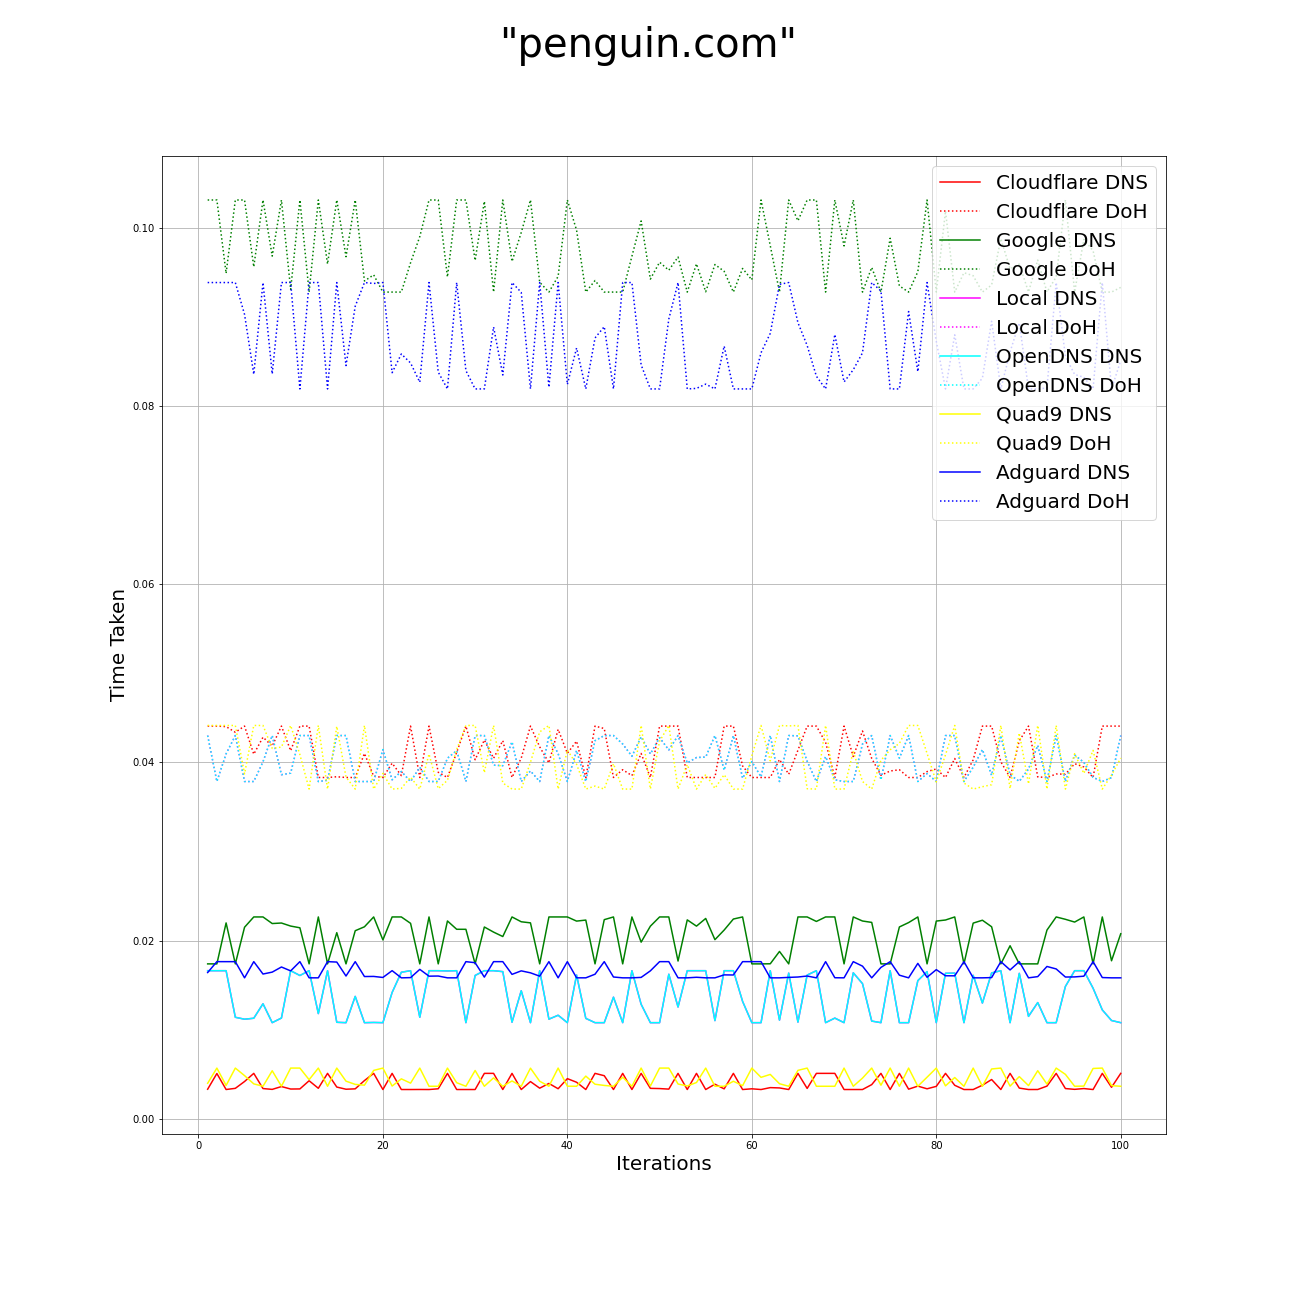 "penguin.com"
Cloudflare DNS
Cloudflare DoH
Google DNS
Google DoH
Local DNS
Local DoH
OpenDNS DNS
OpenDNS DoH
Quad9 DNS
Quad9 DoH
Adguard DNS
Adguard DoH
0.10
0.08
0.06
0.04
0.02
0.00
Time Taken
0 20 40 60 80 100
Iterations